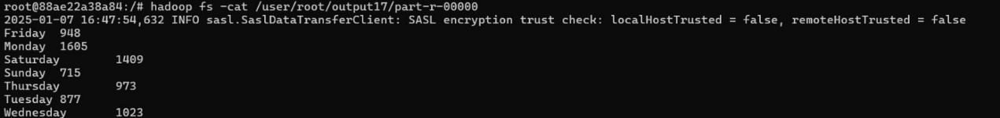 root@88ae22a38a84:/# hadoop fs -cat /user/root/output17/part-r-00000
2025-01-07 16:47:54,632 INFO sasl.SaslDataTransferClient: SASL encryption trust check: localHostTrusted = false, remoteHostTrusted = false
Friday	948
Monday	1605
Saturday	1409
Sunday	715
Thursday	973
Tuesday	877
Wednesday	1023